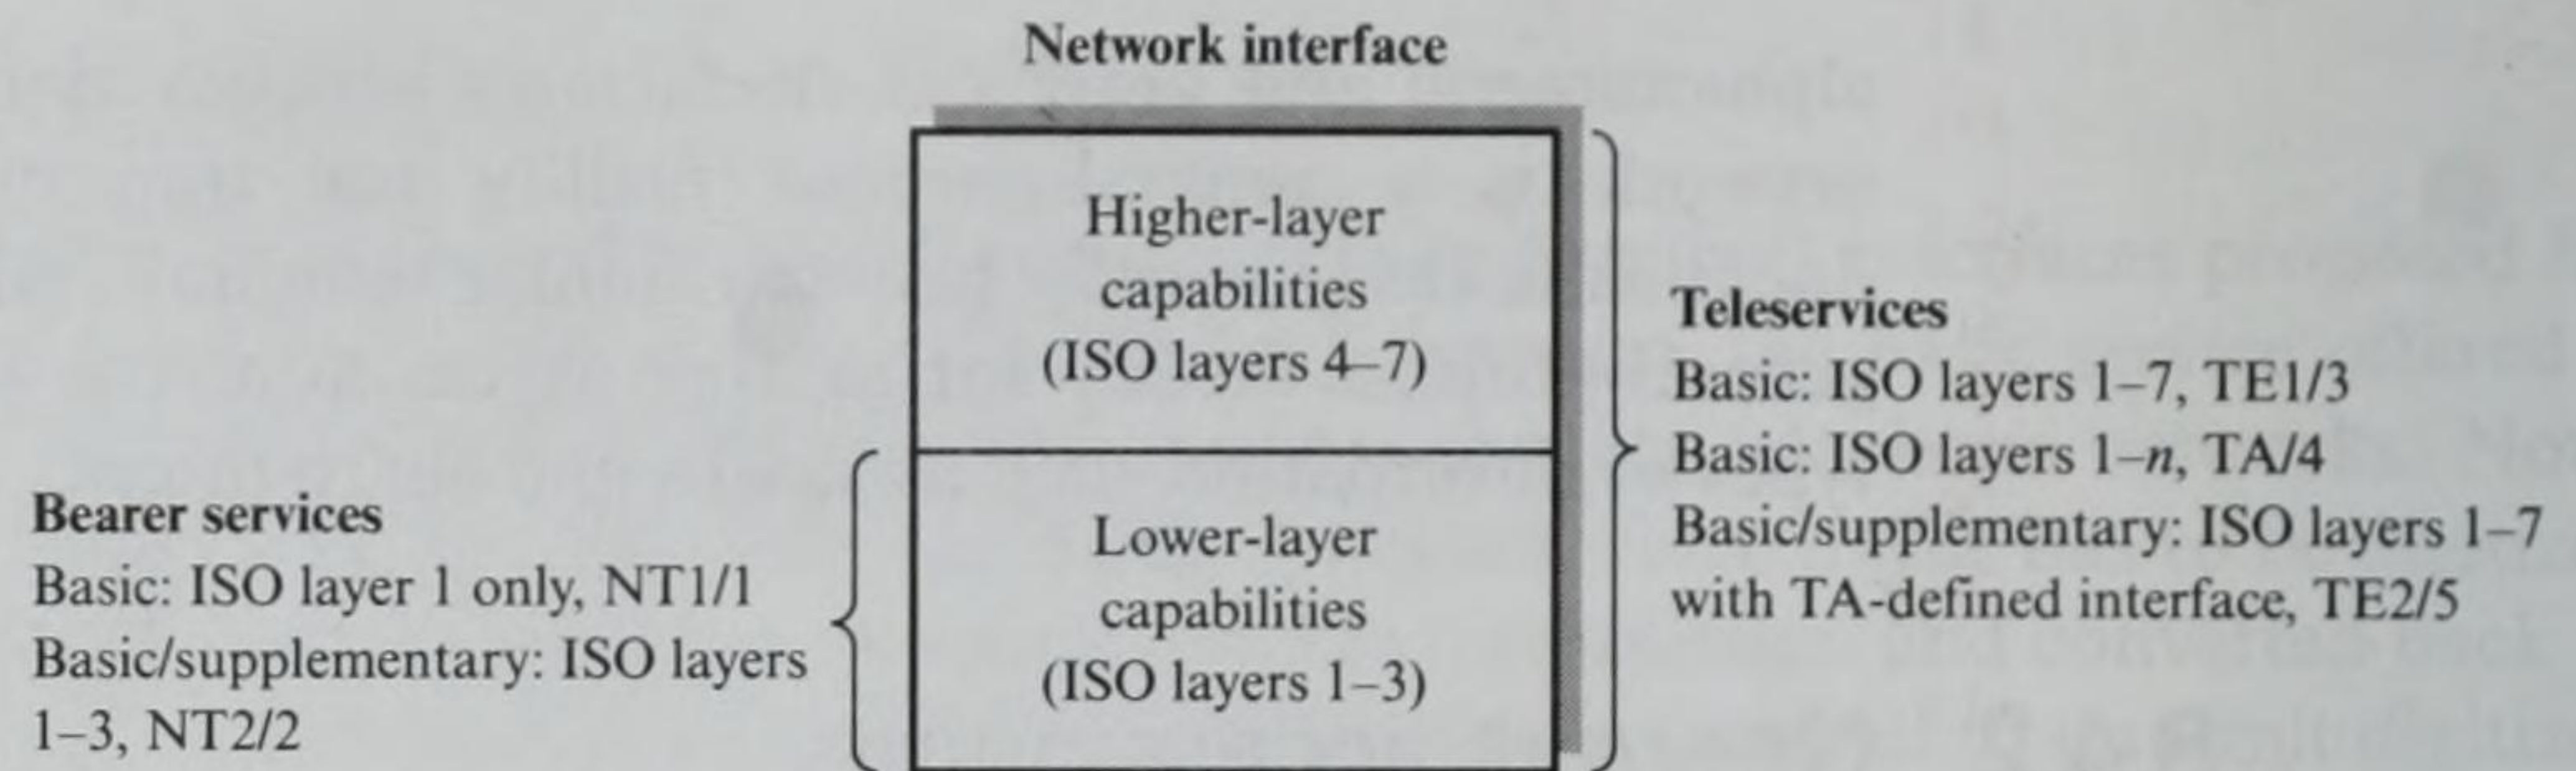 Network interface
Higher-layer
capabilities
(ISO layers 4–7)
Lower-layer
capabilities
(ISO layers 1–3)
Bearer services
Basic: ISO layer 1 only, NT1/1
Basic/supplementary: ISO layers
1–3, NT2/2
Teleservices
Basic: ISO layers 1–7, TE1/3
Basic: ISO layers 1–n, TA/4
Basic/supplementary: ISO layers 1–7
with TA-defined interface, TE2/5